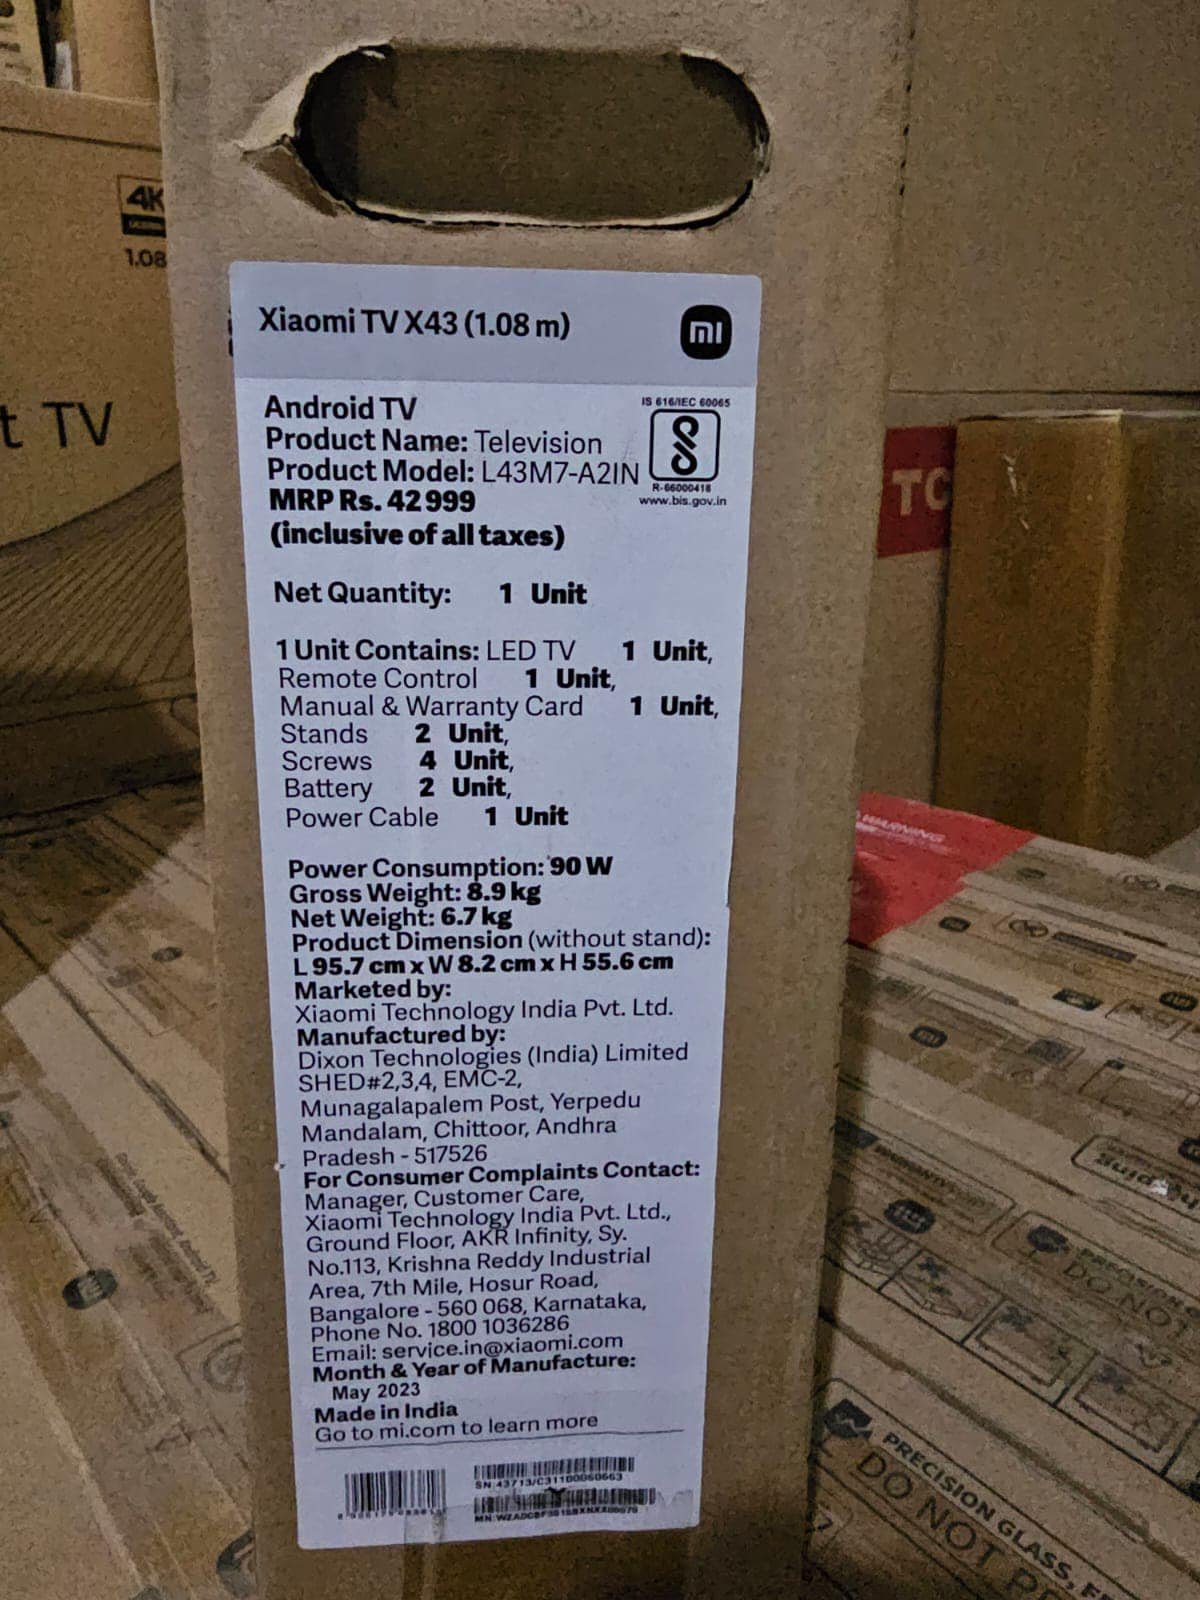 4K
1.08
t TV
Xiaomi TV X43 (1.08 m)
mi
Android TV
IS 616/IEC 60065
Product Name: Television
Product Model: L43M7-A2IN
R-66000418
www.bis.gov.in
MRP Rs. 42 999
(inclusive of all taxes)
Net Quantity: 1 Unit
1 Unit Contains: LED TV 1 Unit,
Remote Control 1 Unit,
Manual & Warranty Card 1 Unit,
Stands 2 Unit,
Screws 4 Unit,
Battery 2 Unit,
Power Cable 1 Unit
Power Consumption: 90 W
Gross Weight: 8.9 kg
Net Weight: 6.7 kg
Product Dimension (without stand):
L 95.7 cm x W 8.2 cm x H 55.6 cm
Marketed by:
Xiaomi Technology India Pvt. Ltd.
Manufactured by:
Dixon Technologies (India) Limited
SHED#2,3,4, EMC-2,
Munagalapalem Post, Yerpedu
Mandalam, Chittoor, Andhra
Pradesh - 517526
For Consumer Complaints Contact:
Manager, Customer Care,
Xiaomi Technology India Pvt. Ltd.,
Ground Floor, AKR Infinity, Sy.
No.113, Krishna Reddy Industrial
Area, 7th Mile, Hosur Road,
Bangalore - 560 068, Karnataka,
Phone No. 1800 1036286
Email: service.in@xiaomi.com
Month & Year of Manufacture:
May 2023
Made in India
Go to mi.com to learn more
SN:43713/C31100060663
TC
WARNING
PRECISION GLASS,
DO NOT